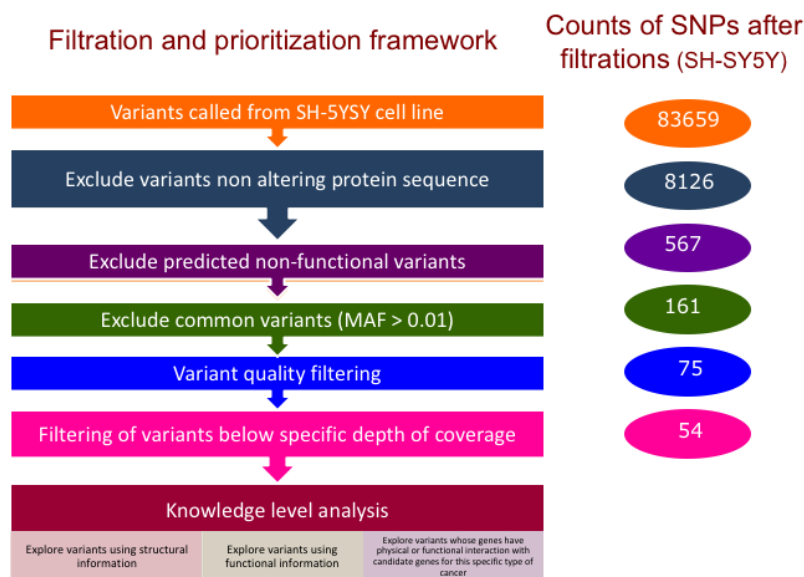 Filtration and prioritization framework
Counts of SNPs after
filtrations (SH-SY5Y)
Variants called from SH-5YSY cell line
83659
Exclude variants non altering protein sequence
8126
Exclude predicted non-functional variants
567
Exclude common variants (MAF > 0.01)
161
Variant quality filtering
75
Filtering of variants below specific depth of coverage
54
Knowledge level analysis
Explore variants using structural
information
Explore variants using
functional information
Explore variants whose genes have
physical or functional interaction with
candidate genes for this specific type of
cancer